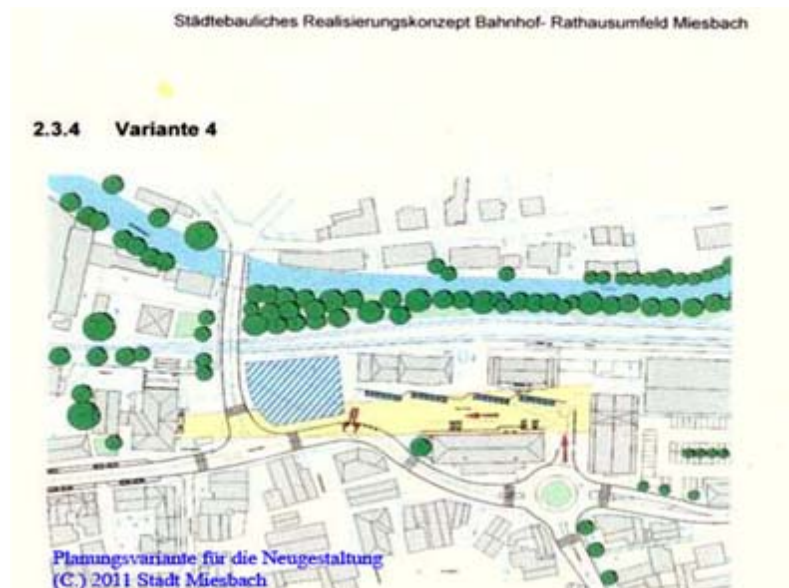 Städtebauliches Realisierungskonzept Bahnhof- Rathausumfeld Miesbach
2.3.4 Variante 4
Planungsvariante für die Neugestaltung
(C.) 2011 Stadt Miesbach